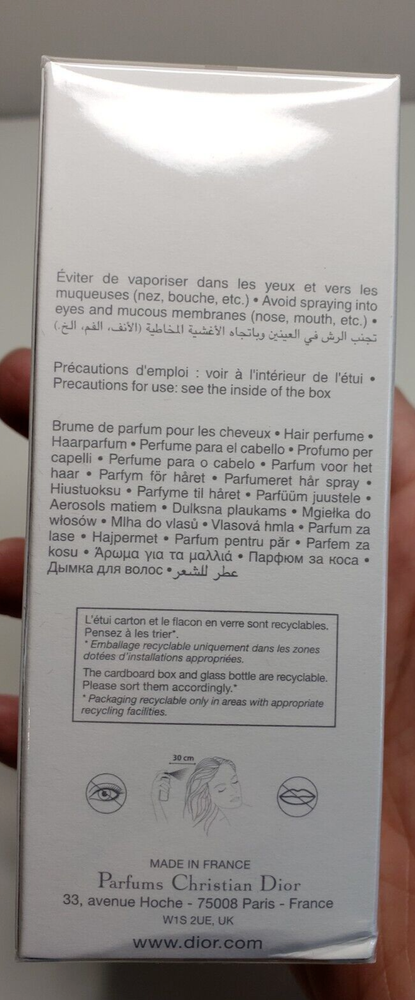 Éviter de vaporiser dans les yeux et vers les
muqueuses (nez, bouche, etc.) • Avoid spraying into
eyes and mucous membranes (nose, mouth, etc.) •
تجنب الرش في العينين وباتجاه الأغشية المخاطية (الأنف، الفم، الخ.)
Précautions d'emploi : voir à l'intérieur de l'étui •
Precautions for use: see the inside of the box
Brume de parfum pour les cheveux • Hair perfume •
Haarparfum • Perfume para el cabello • Profumo per
capelli • Perfume para o cabelo • Parfum voor het
haar • Parfym för håret • Parfumeret hår spray •
Hiustuoksu • Parfyme til håret • Parfüüm juustele •
Aerosols matiem • Dulksna plaukams • Mgiełka do
włosów • Mlha do vlasů • Vlasová hmla • Parfum za
lase • Hajpermet • Parfum pentru păr • Parfem za
kosu • Άρωμα για τα μαλλιά • Парфюм за коса •
Дымка для волос • عطر للشعر
L'étui carton et le flacon en verre sont recyclables.
Pensez à les trier*.
* Emballage recyclable uniquement dans les zones
dotées d'installations appropriées.
The cardboard box and glass bottle are recyclable.
Please sort them accordingly.*
* Packaging recyclable only in areas with appropriate
recycling facilities.
30 cm
MADE IN FRANCE
Parfums Christian Dior
33, avenue Hoche - 75008 Paris - France
W1S 2UE, UK
www.dior.com